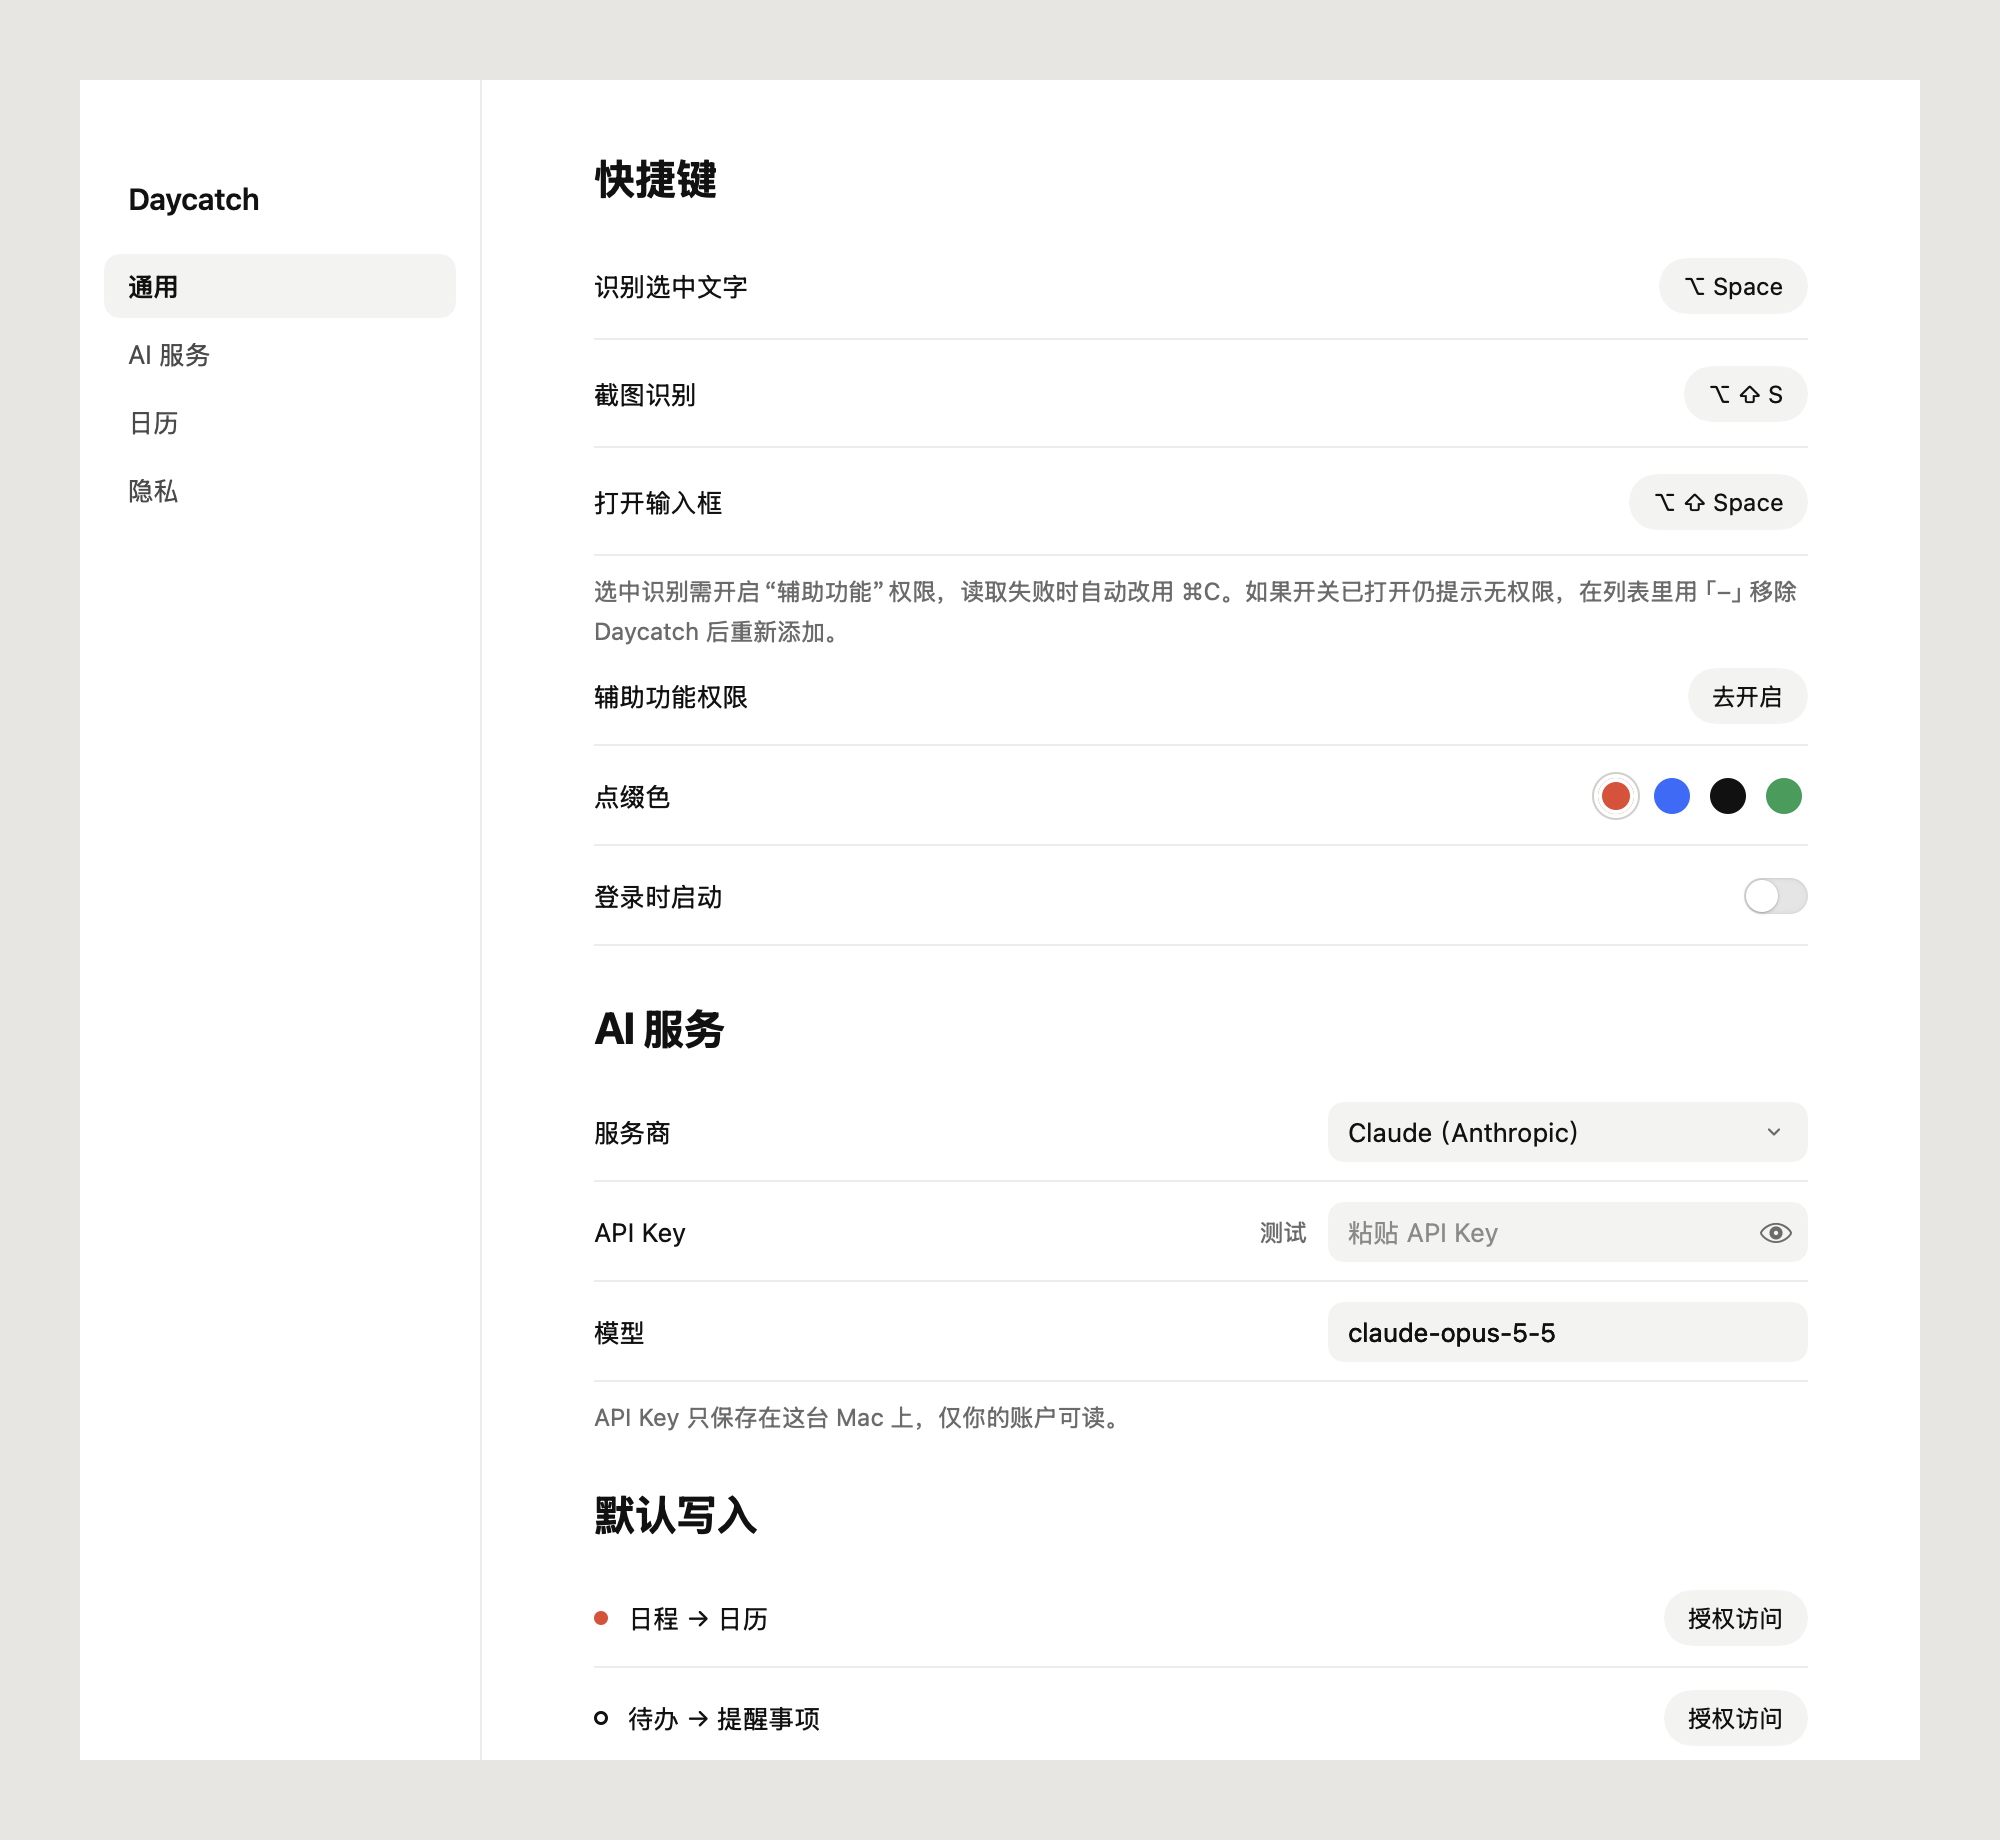 Daycatch
通用
AI 服务
日历
隐私
快捷键
识别选中文字
⌥ Space
截图识别
⌥ ⇧ S
打开输入框
⌥ ⇧ Space
选中识别需开启“辅助功能”权限，读取失败时自动改用 ⌘C。如果开关已打开仍提示无权限，在列表里用「–」移除
Daycatch 后重新添加。
辅助功能权限
去开启
点缀色
登录时启动
AI 服务
服务商
Claude (Anthropic)
API Key
测试
粘贴 API Key
模型
claude-opus-5-5
API Key 只保存在这台 Mac 上，仅你的账户可读。
默认写入
日程 → 日历
授权访问
待办 → 提醒事项
授权访问